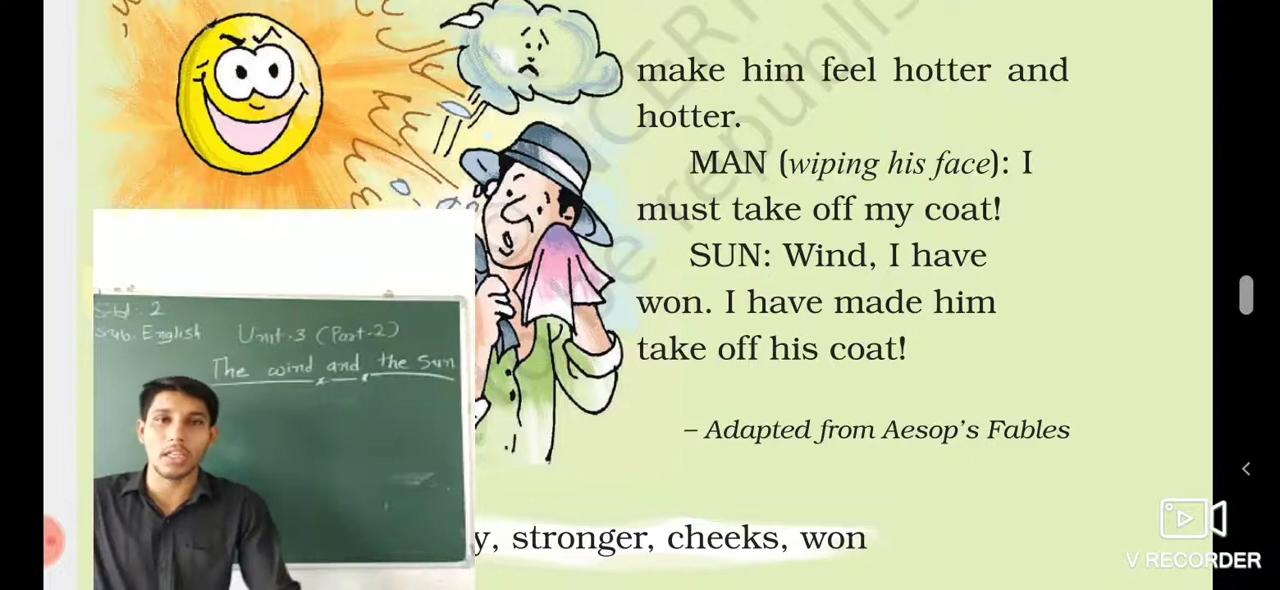 make him feel hotter and
hotter.
MAN (wiping his face): I
must take off my coat!
SUN: Wind, I have
won. I have made him
take off his coat!
– Adapted from Aesop's Fables
y, stronger, cheeks, won
Std : 2
Sub. English
Unit-3 (Part-2)
The wind and the Sun
V RECORDER